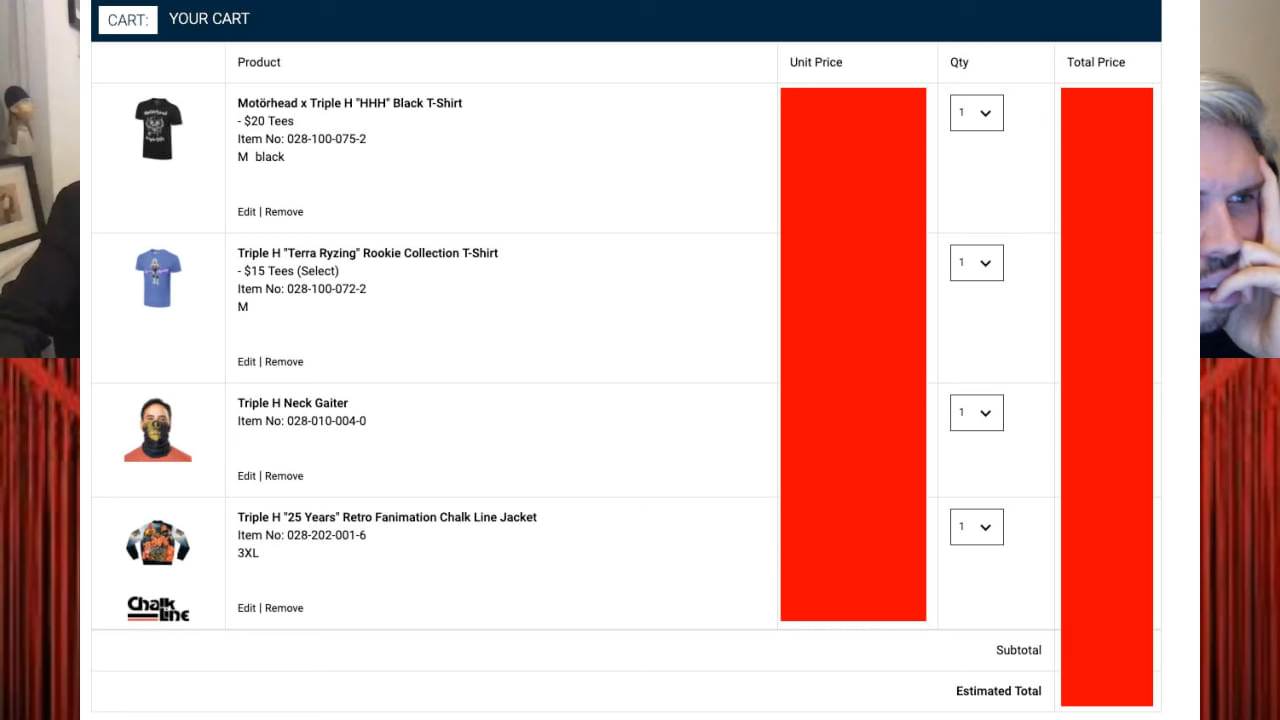 CART: YOUR CART
Product Unit Price Qty Total Price
Motörhead x Triple H "HHH" Black T-Shirt
- $20 Tees
Item No: 028-100-075-2
M black
Edit | Remove
1
Triple H "Terra Ryzing" Rookie Collection T-Shirt
- $15 Tees (Select)
Item No: 028-100-072-2
M
Edit | Remove
1
Triple H Neck Gaiter
Item No: 028-010-004-0
Edit | Remove
1
Triple H "25 Years" Retro Fanimation Chalk Line Jacket
Item No: 028-202-001-6
3XL
Edit | Remove
1
Chalk
Line
Subtotal
Estimated Total